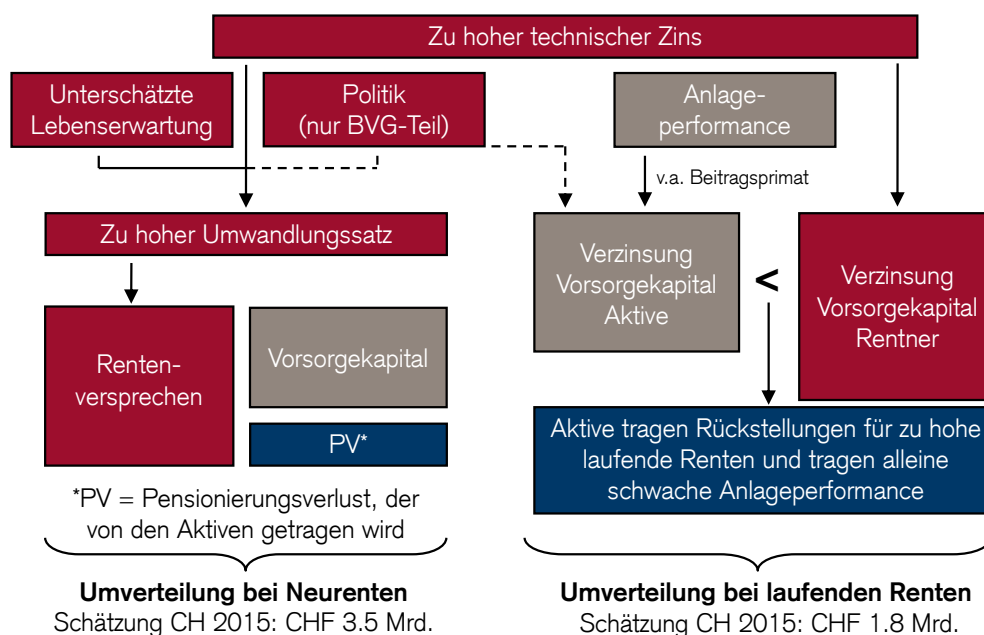 Zu hoher technischer Zins
Unterschätzte
Lebenserwartung
Politik
(nur BVG-Teil)
Anlage-
performance
v.a. Beitragsprimat
Zu hoher Umwandlungssatz
Verzinsung
Vorsorgekapital
Aktive
<
Verzinsung
Vorsorgekapital
Rentner
Renten-
versprechen
Vorsorgekapital
PV*
Aktive tragen Rückstellungen für zu hohe
laufende Renten und tragen alleine
schwache Anlageperformance
*PV = Pensionierungsverlust, der
von den Aktiven getragen wird
Umverteilung bei Neurenten
Schätzung CH 2015: CHF 3.5 Mrd.
Umverteilung bei laufenden Renten
Schätzung CH 2015: CHF 1.8 Mrd.